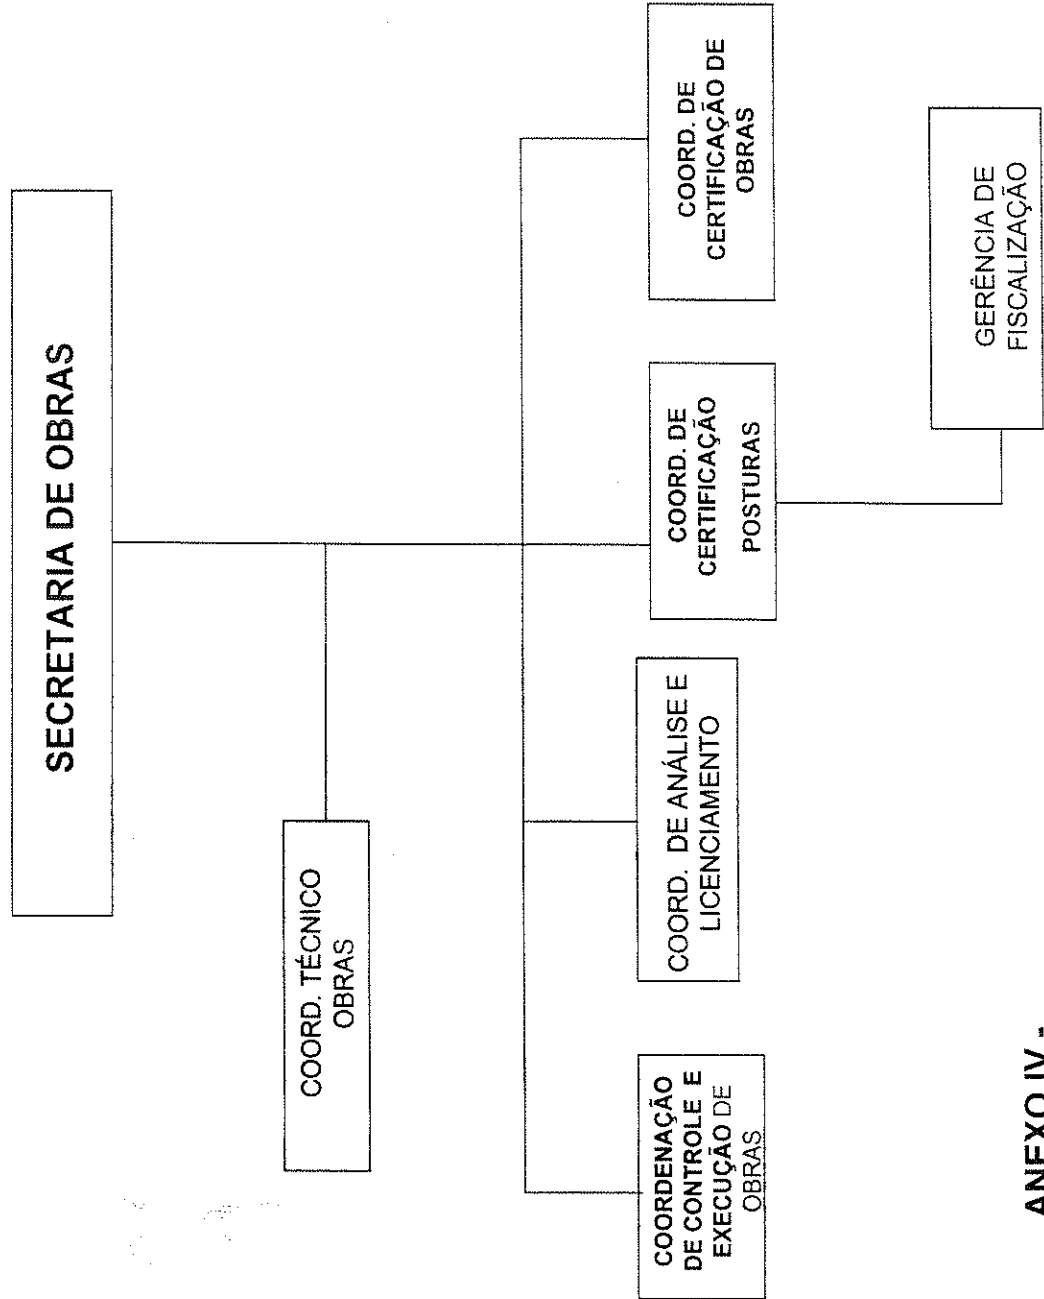 SECRETARIA DE OBRAS
COORD. TÉCNICO
OBRAS
COORDENAÇÃO
DE CONTROLE E
EXECUÇÃO DE
OBRAS
COORD. DE ANÁLISE E
LICENCIAMENTO
COORD. DE
CERTIFICAÇÃO
POSTURAS
COORD. DE
CERTIFICAÇÃO DE
OBRAS
GERÊNCIA DE
FISCALIZAÇÃO
ANEXO IV -